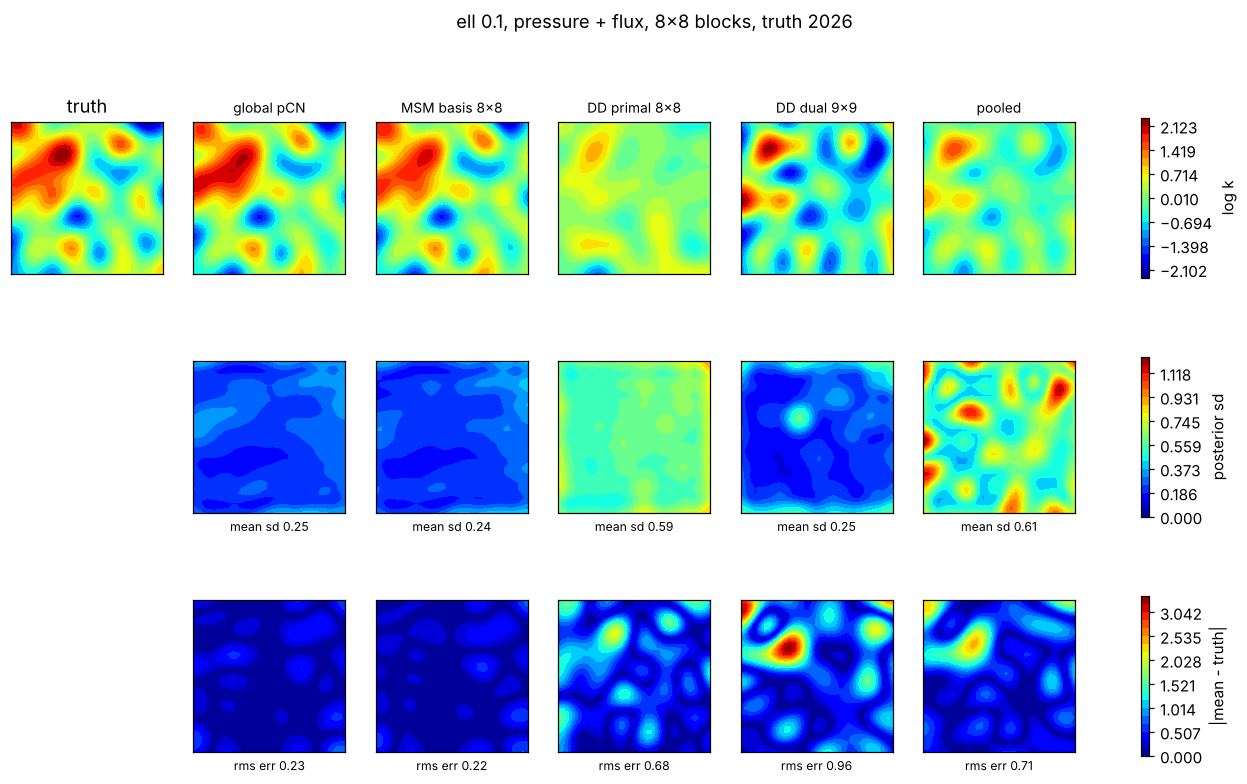 ell 0.1, pressure + flux, 8×8 blocks, truth 2026
truth
global pCN
MSM basis 8×8
DD primal 8×8
DD dual 9×9
pooled
2.123
1.419
0.714
0.010
−0.694
−1.398
−2.102
log k
mean sd 0.25
mean sd 0.24
mean sd 0.59
mean sd 0.25
mean sd 0.61
1.118
0.931
0.745
0.559
0.373
0.186
0.000
posterior sd
rms err 0.23
rms err 0.22
rms err 0.68
rms err 0.96
rms err 0.71
3.042
2.535
2.028
1.521
1.014
0.507
0.000
|mean - truth|